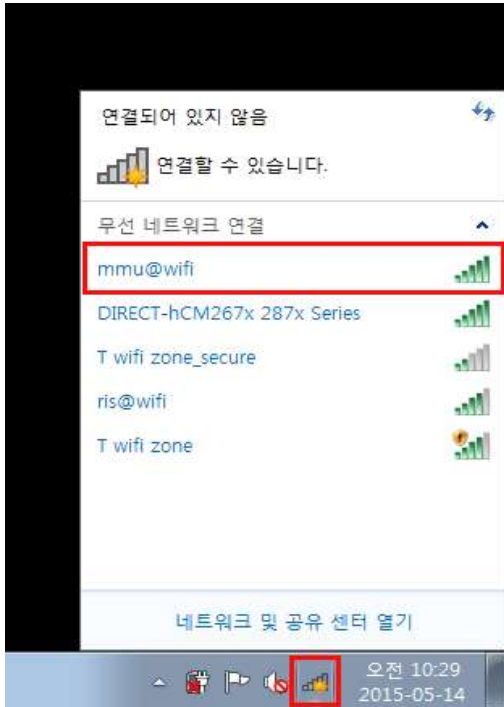 연결되어 있지 않음
연결할 수 있습니다.
무선 네트워크 연결
mmu@wifi
DIRECT-hCM267x 287x Series
T wifi zone_secure
ris@wifi
T wifi zone
네트워크 및 공유 센터 열기
오전 10:29
2015-05-14